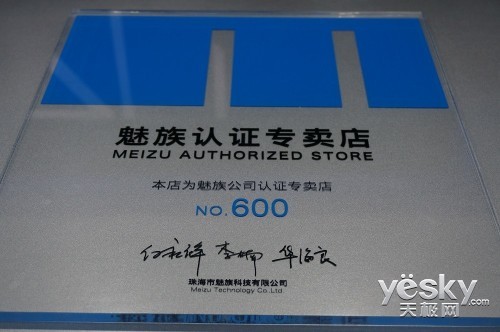 魅族认证专卖店
MEIZU AUTHORIZED STORE
本店为魅族公司认证专卖店
NO.600
珠海市魅族科技有限公司
Meizu Technology Co.,Ltd.
yesky
天极网